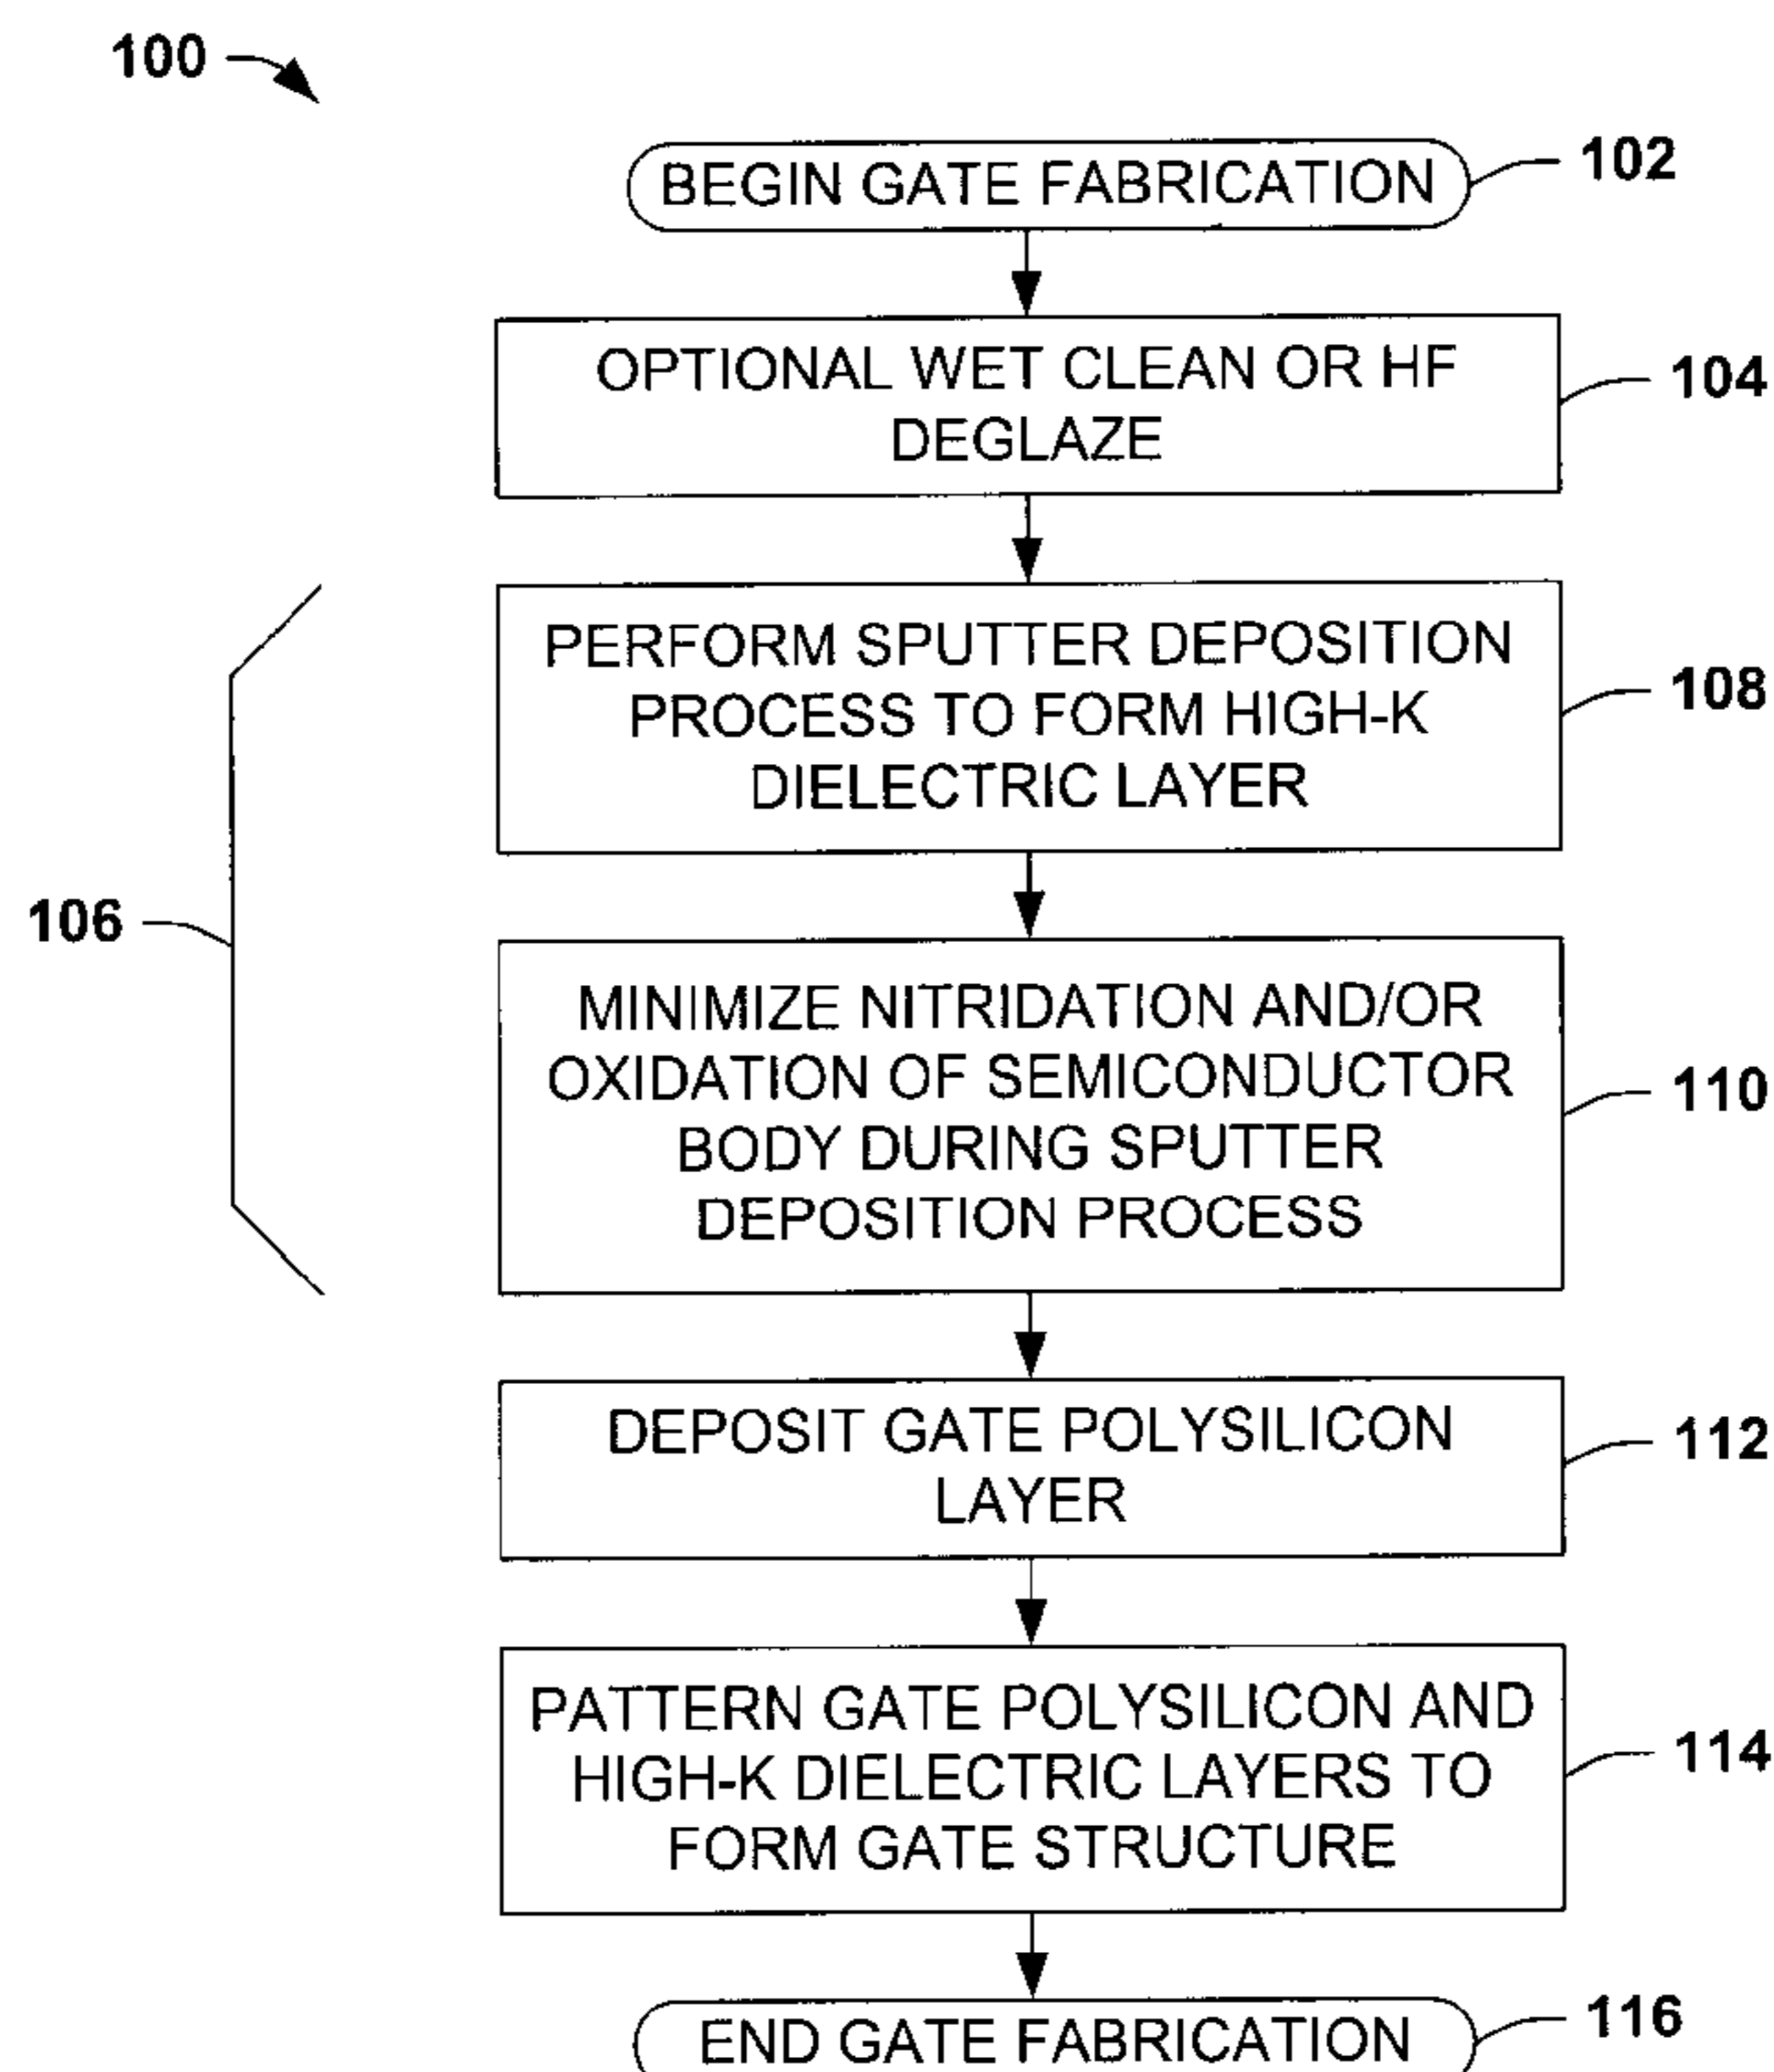 100
BEGIN GATE FABRICATION
102
OPTIONAL WET CLEAN OR HF
DEGLAZE
104
PERFORM SPUTTER DEPOSITION
PROCESS TO FORM HIGH-K
DIELECTRIC LAYER
108
106
MINIMIZE NITRIDATION AND/OR
OXIDATION OF SEMICONDUCTOR
BODY DURING SPUTTER
DEPOSITION PROCESS
110
DEPOSIT GATE POLYSILICON
LAYER
112
PATTERN GATE POLYSILICON AND
HIGH-K DIELECTRIC LAYERS TO
FORM GATE STRUCTURE
114
END GATE FABRICATION
116